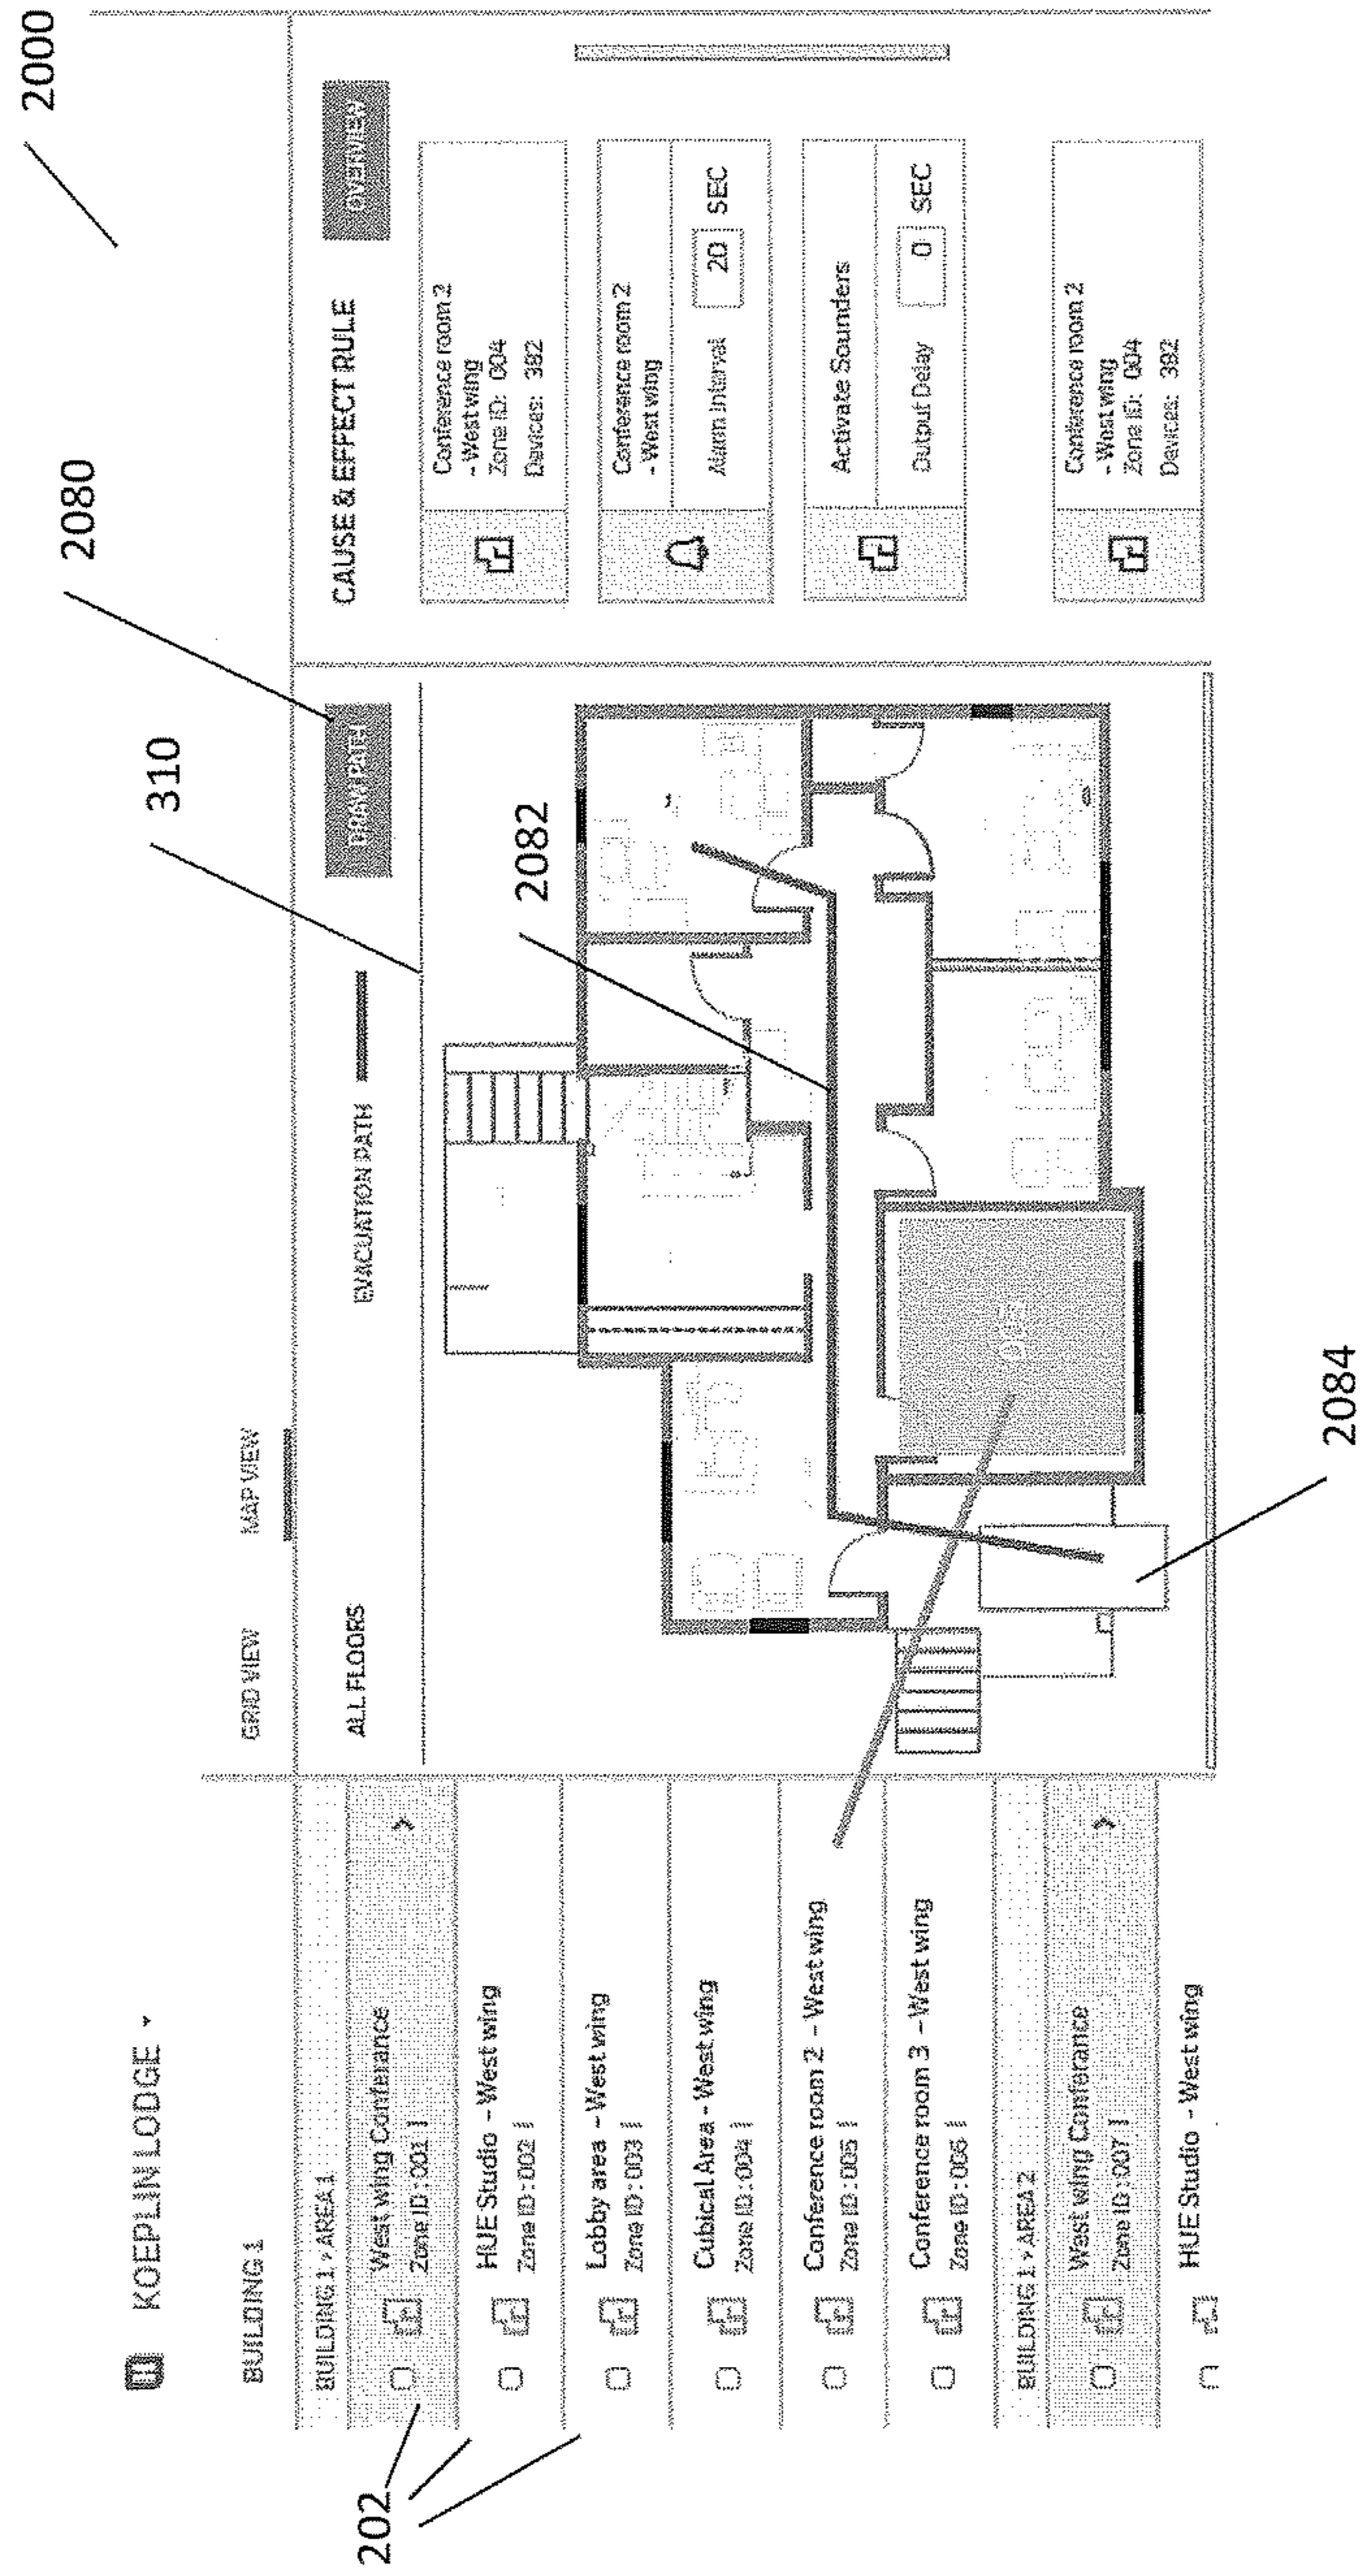 2000
KOEPLIN LODGE
BUILDING 1
GRID VIEW
MAP VIEW
BUILDING 1 > AREA 1
West wing Conferance
Zone ID : 001 |
HUE Studio - West wing
Zone ID : 002 |
Lobby area - West wing
Zone ID : 003 |
Cubical Area - West wing
Zone ID : 004 |
Conference room 2 - West wing
Zone ID : 005 |
Conference room 3 - West wing
Zone ID : 006 |
BUILDING 1 > AREA 2
West wing Conferance
Zone ID : 007 |
HUE Studio - West wing
202
ALL FLOORS
EVACUATION PATH
DRAW PATH
310
2080
2082
2084
CAUSE & EFFECT RULE
OVERVIEW
Conference room 2
- West wing
Zone ID: 004
Devices: 382
Conference room 2
- West wing
Alarm Interval
20
SEC
Activate Sounders
Output Delay
0
SEC
Conference room 2
- West wing
Zone ID: 004
Devices: 392